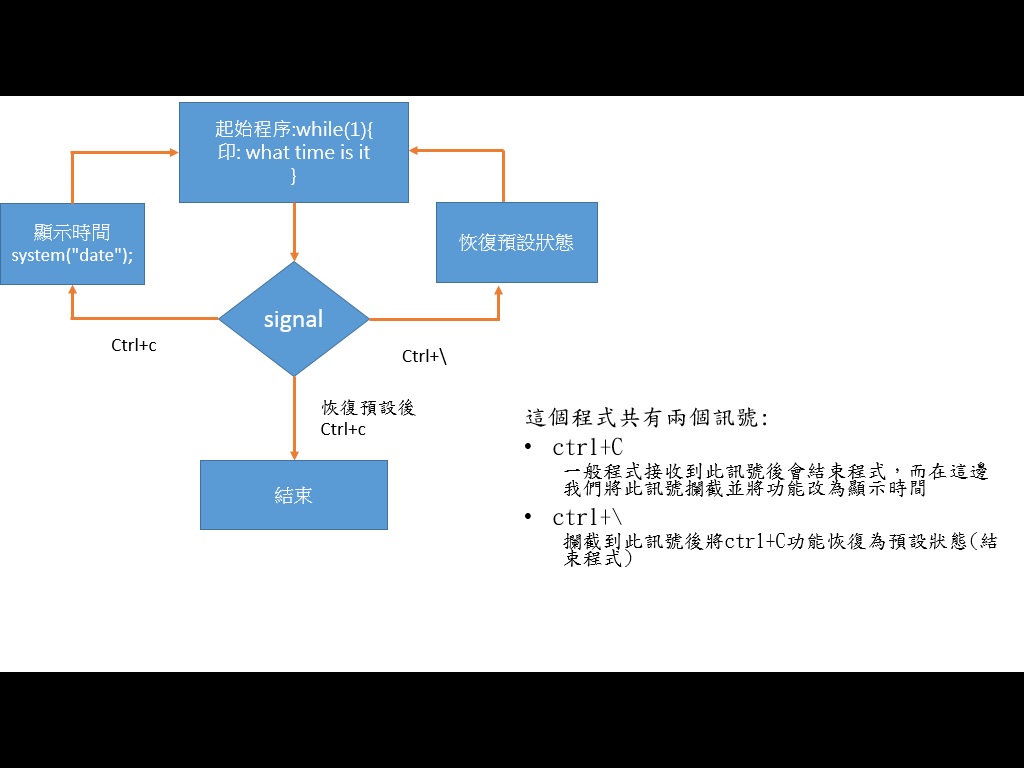 起始程序:while(1){
印: what time is it
}
顯示時間
system("date");
恢復預設狀態
signal
Ctrl+c
Ctrl+\
恢復預設後
Ctrl+c
結束
這個程式共有兩個訊號:
• ctrl+C
一般程式接收到此訊號後會結束程式，而在這邊
我們將此訊號攔截並將功能改為顯示時間
• ctrl+\
攔截到此訊號後將ctrl+C功能恢復為預設狀態(結
束程式)